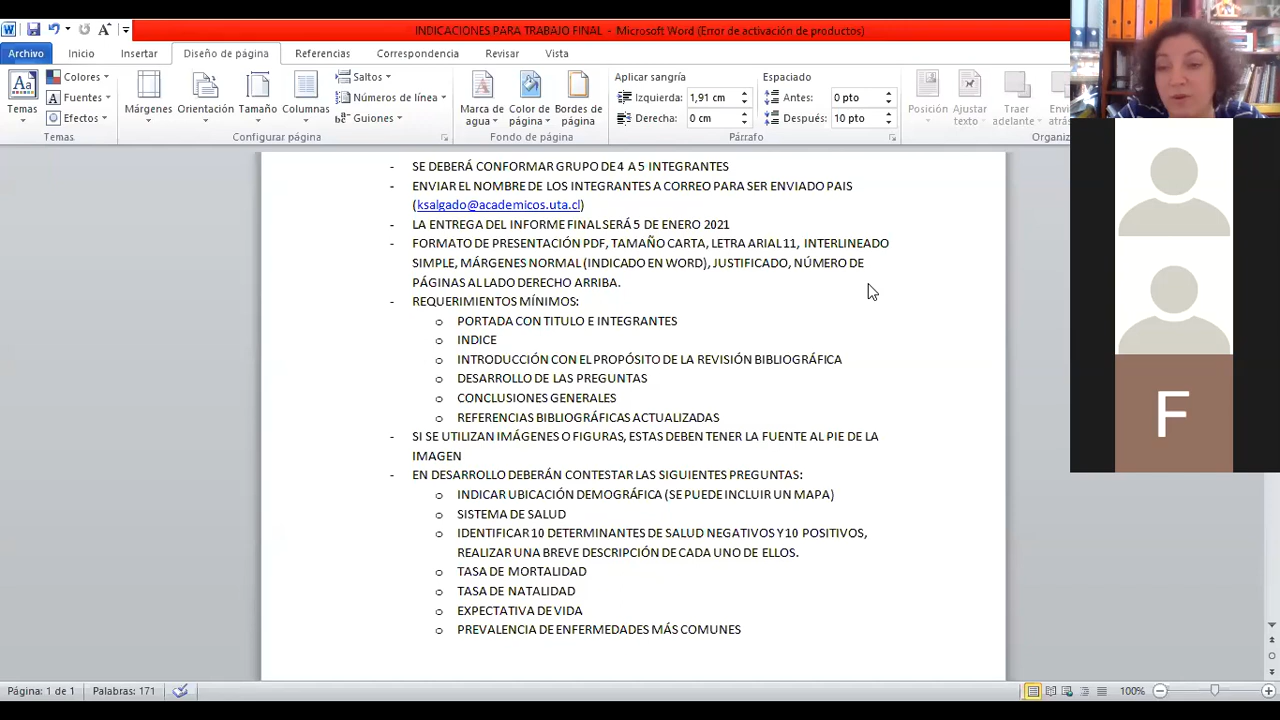 INDICACIONES PARA TRABAJO FINAL - Microsoft Word (Error de activación de productos)
Archivo Inicio Insertar Diseño de página Referencias Correspondencia Revisar Vista
Temas
Colores
Fuentes
Efectos
Temas
Márgenes Orientación Tamaño Columnas
Saltos
Números de línea
Guiones
Configurar página
Marca de agua
Color de página
Bordes de página
Fondo de página
Aplicar sangría
Izquierda: 1,91 cm
Derecha: 0 cm
Espaciado
Antes: 0 pto
Después: 10 pto
Párrafo
Posición
Ajustar texto
Traer adelante
Enviar
atrás
Organiz
- SE DEBERÁ CONFORMAR GRUPO DE 4 A 5 INTEGRANTES
- ENVIAR EL NOMBRE DE LOS INTEGRANTES A CORREO PARA SER ENVIADO PAIS
(ksalgado@academicos.uta.cl)
- LA ENTREGA DEL INFORME FINAL SERÁ 5 DE ENERO 2021
- FORMATO DE PRESENTACIÓN PDF, TAMAÑO CARTA, LETRA ARIAL 11, INTERLINEADO
SIMPLE, MÁRGENES NORMAL (INDICADO EN WORD), JUSTIFICADO, NÚMERO DE
PÁGINAS AL LADO DERECHO ARRIBA.
- REQUERIMIENTOS MÍNIMOS:
o PORTADA CON TITULO E INTEGRANTES
o INDICE
o INTRODUCCIÓN CON EL PROPÓSITO DE LA REVISIÓN BIBLIOGRÁFICA
o DESARROLLO DE LAS PREGUNTAS
o CONCLUSIONES GENERALES
o REFERENCIAS BIBLIOGRÁFICAS ACTUALIZADAS
- SI SE UTILIZAN IMÁGENES O FIGURAS, ESTAS DEBEN TENER LA FUENTE AL PIE DE LA
IMAGEN
- EN DESARROLLO DEBERÁN CONTESTAR LAS SIGUIENTES PREGUNTAS:
o INDICAR UBICACIÓN DEMOGRÁFICA (SE PUEDE INCLUIR UN MAPA)
o SISTEMA DE SALUD
o IDENTIFICAR 10 DETERMINANTES DE SALUD NEGATIVOS Y 10 POSITIVOS,
REALIZAR UNA BREVE DESCRIPCIÓN DE CADA UNO DE ELLOS.
o TASA DE MORTALIDAD
o TASA DE NATALIDAD
o EXPECTATIVA DE VIDA
o PREVALENCIA DE ENFERMEDADES MÁS COMUNES
F
Página: 1 de 1 Palabras: 171 100%